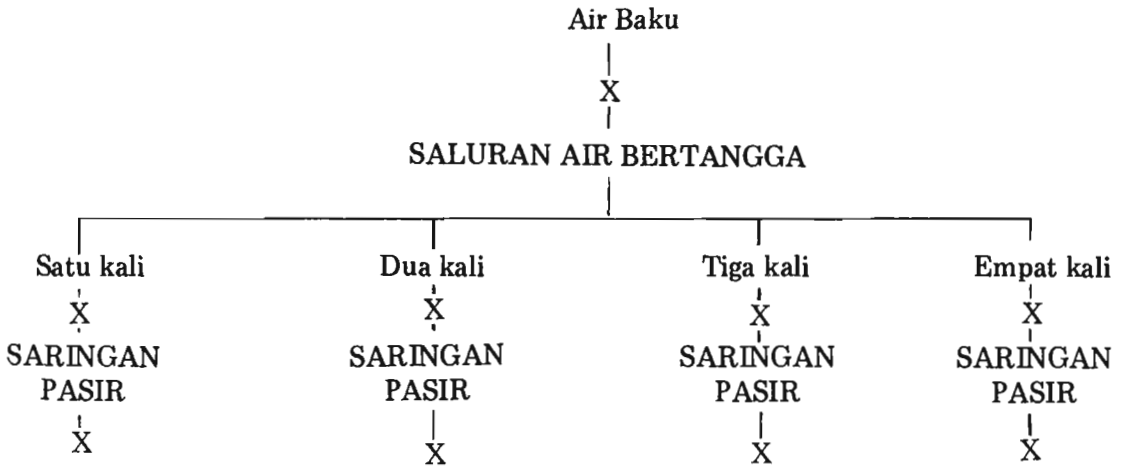 Air Baku
X
SALURAN AIR BERTANGGA
Satu kali Dua kali Tiga kali Empat kali
X X X X
SARINGAN SARINGAN SARINGAN SARINGAN
PASIR PASIR PASIR PASIR
X X X X